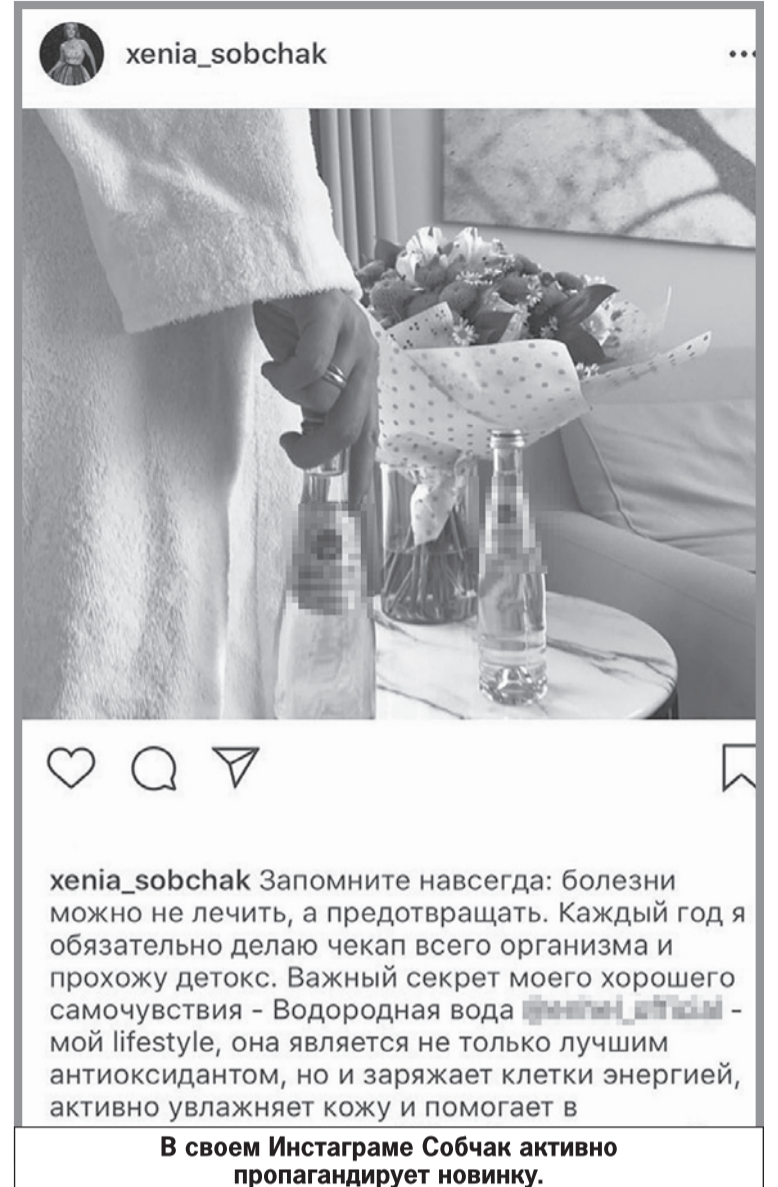 xenia_sobchak
xenia_sobchak Запомните навсегда: болезни
можно не лечить, а предотвращать. Каждый год я
обязательно делаю чекап всего организма и
прохожу детокс. Важный секрет моего хорошего
самочувствия - Водородная вода -
мой lifestyle, она является не только лучшим
антиоксидантом, но и заряжает клетки энергией,
активно увлажняет кожу и помогает в
В своем Инстаграме Собчак активно
пропагандирует новинку.